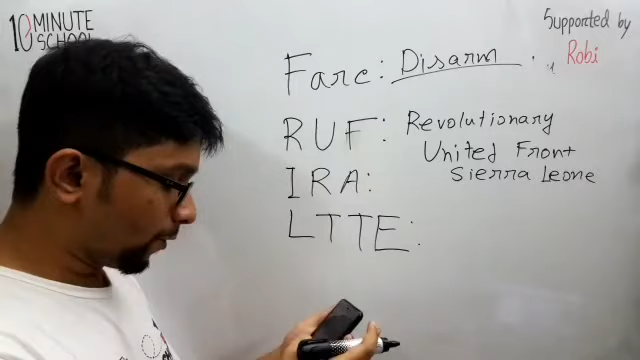 10 MINUTE SCHOOL
Supported by
Robi
Farc: Disarm
RUF: Revolutionary
United Front
Sierra Leone
IRA:
LTTE: